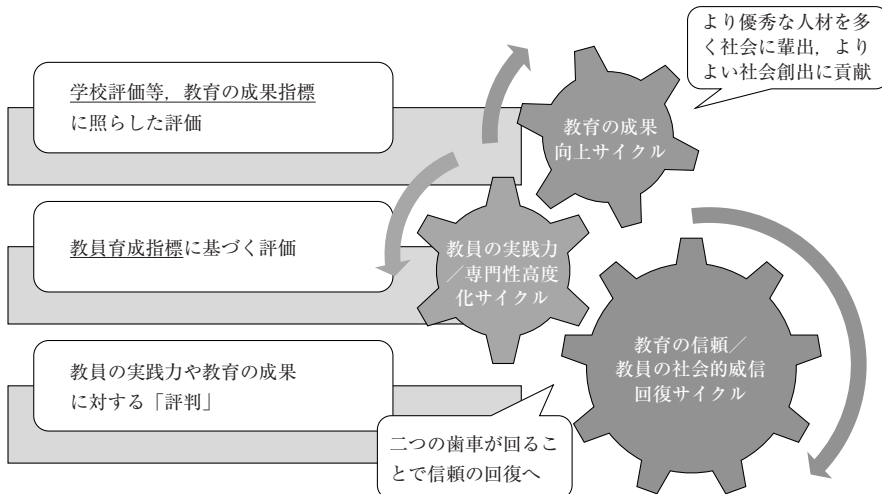 より優秀な人材を多
く社会に輩出，より
よい社会創出に貢献
学校評価等，教育の成果指標
に照らした評価
教育の成果
向上サイクル
教員育成指標に基づく評価
教員の実践力
／専門性高度
化サイクル
教員の実践力や教育の成果
に対する「評判」
教育の信頼／
教員の社会的威信
回復サイクル
二つの歯車が回るこ
とで信頼の回復へ